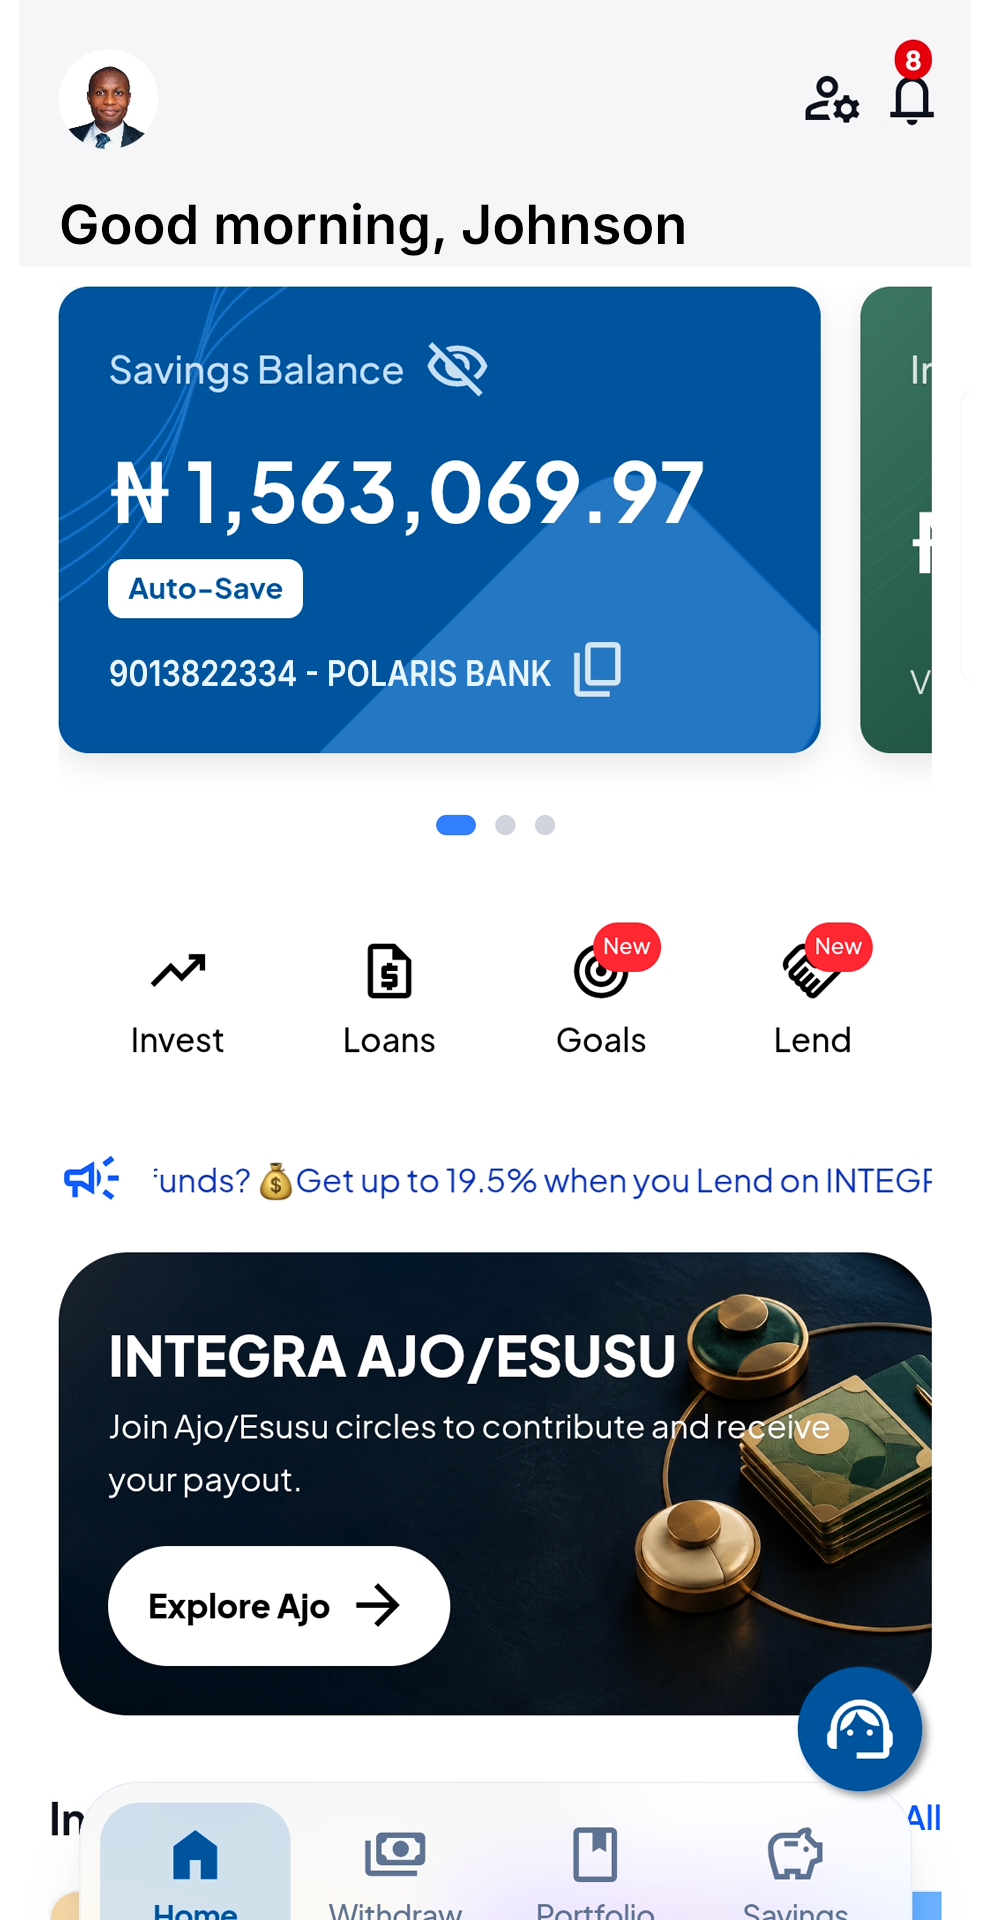 8
Good morning, Johnson
Savings Balance
₦ 1,563,069.97
Auto-Save
9013822334 - POLARIS BANK
New
New
Invest
Loans
Goals
Lend
funds? 💰Get up to 19.5% when you Lend on INTEGR
INTEGRA AJO/ESUSU
Join Ajo/Esusu circles to contribute and receive
your payout.
Explore Ajo
All
Home
Withdraw
Portfolio
Savings